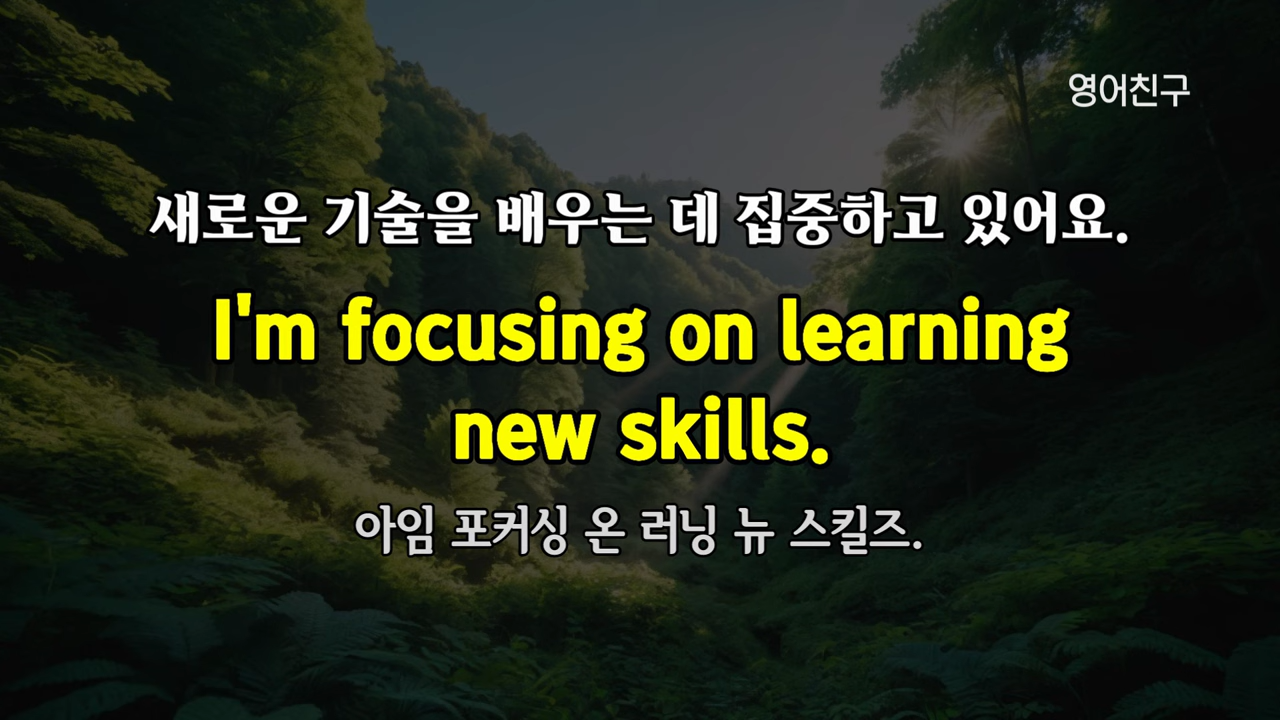 영어친구
새로운 기술을 배우는 데 집중하고 있어요.
I'm focusing on learning
new skills.
아임 포커싱 온 러닝 뉴 스킬즈.